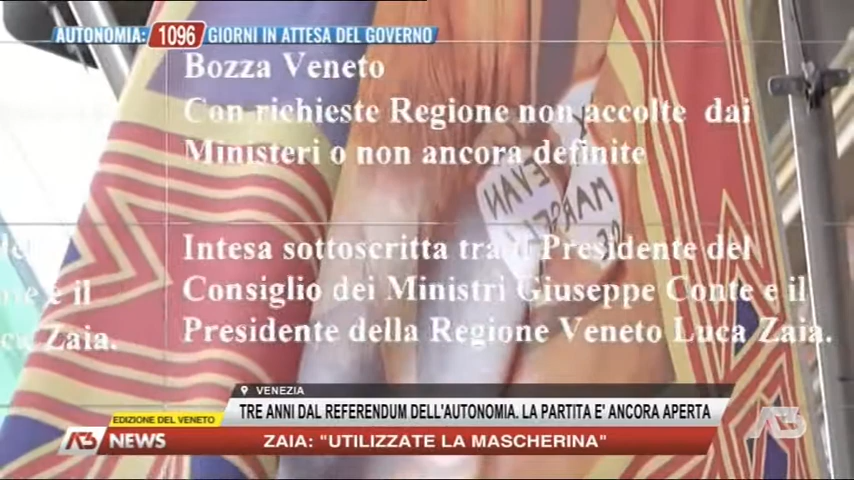 AUTONOMIA: 1096 GIORNI IN ATTESA DEL GOVERNO
Bozza Veneto
Con richieste Regione non accolte dai
Ministeri o non ancora definite
Intesa sottoscritta tra il Presidente del
Consiglio dei Ministri Giuseppe Conte e il
Presidente della Regione Veneto Luca Zaia.
e il
Zaia.
VENEZIA
TRE ANNI DAL REFERENDUM DELL'AUTONOMIA. LA PARTITA E' ANCORA APERTA
EDIZIONE DEL VENETO
A3 NEWS
ZAIA: "UTILIZZATE LA MASCHERINA"
A3